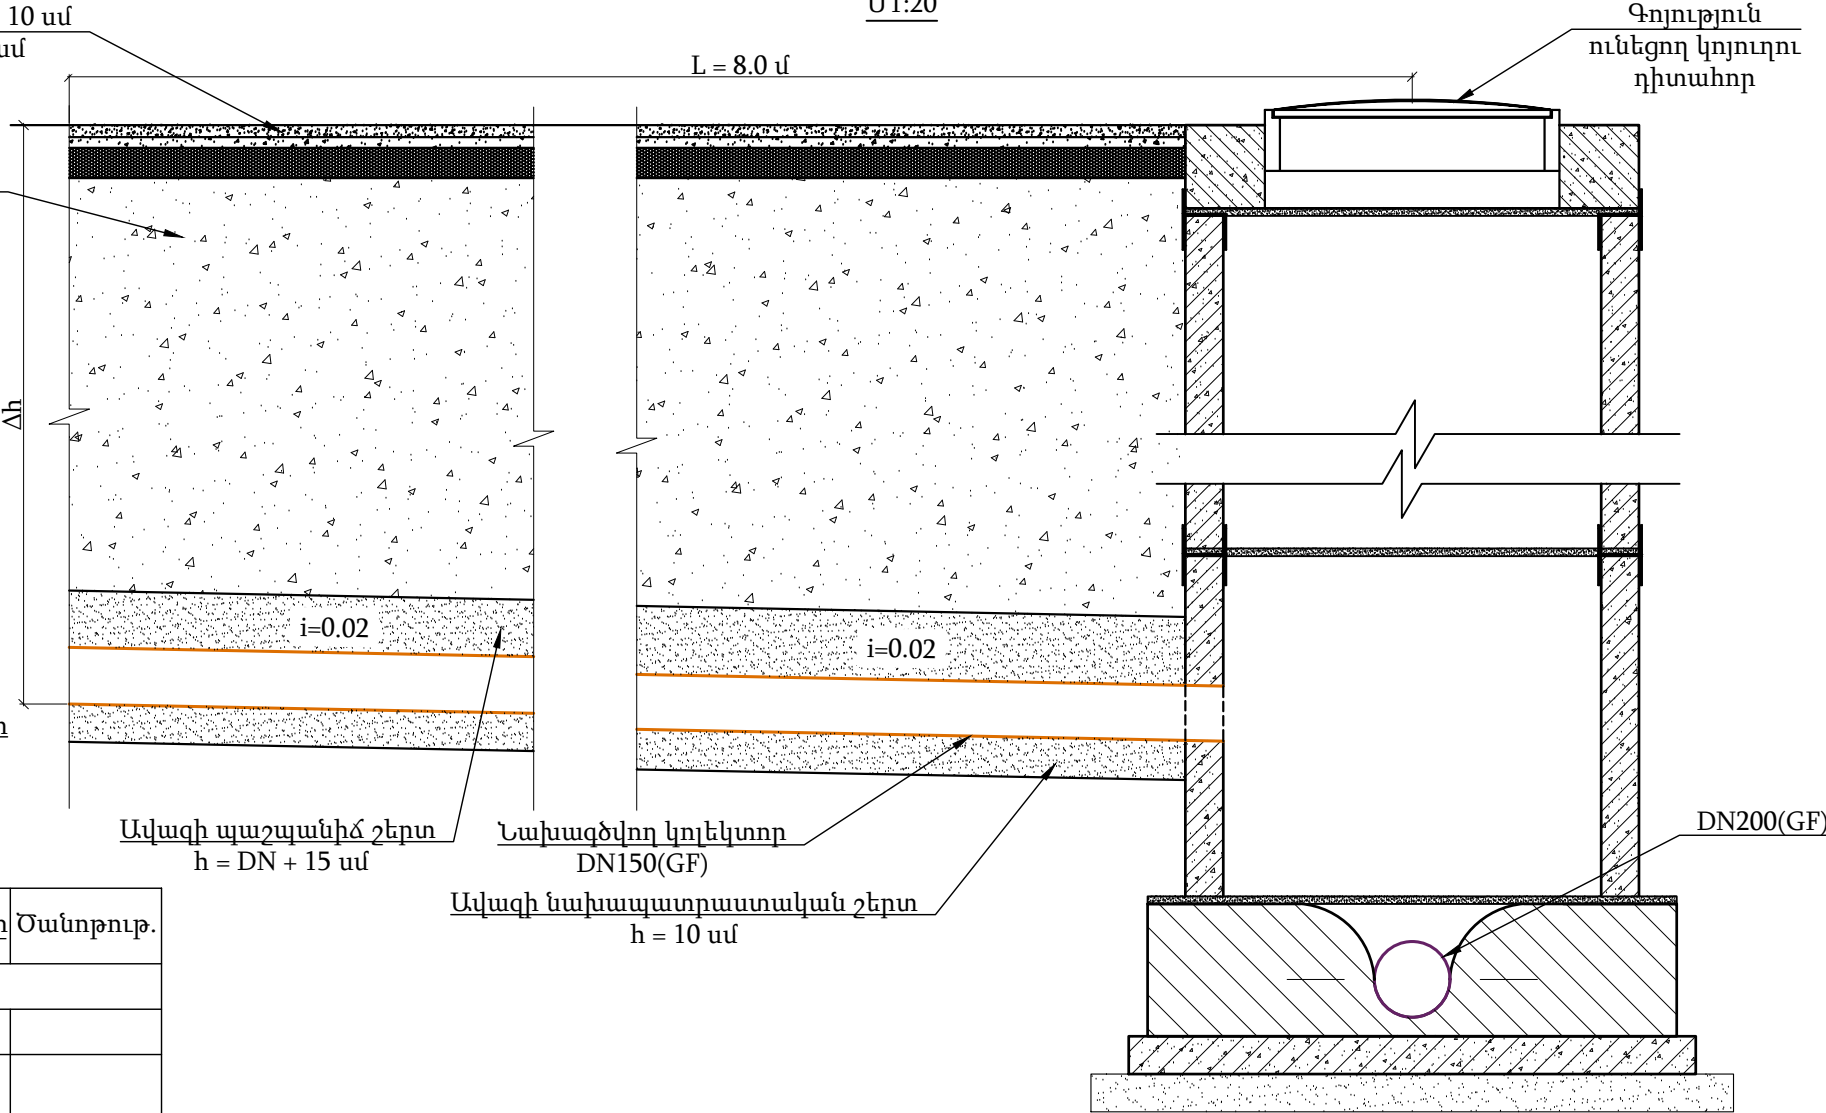 Մ 1:20
10 սմ
սմ
Գոյություն
ունեցող կոյուղու
դիտահոր
L = 8.0 մ
Δh
i=0.02
i=0.02
Ավազի պաշպանիճ շերտ
h = DN + 15 սմ
Նախագծվող կոլեկտոր
DN150(GF)
DN200(GF)
Ավազի նախապատրաստական շերտ
h = 10 սմ
Ծանոթութ.